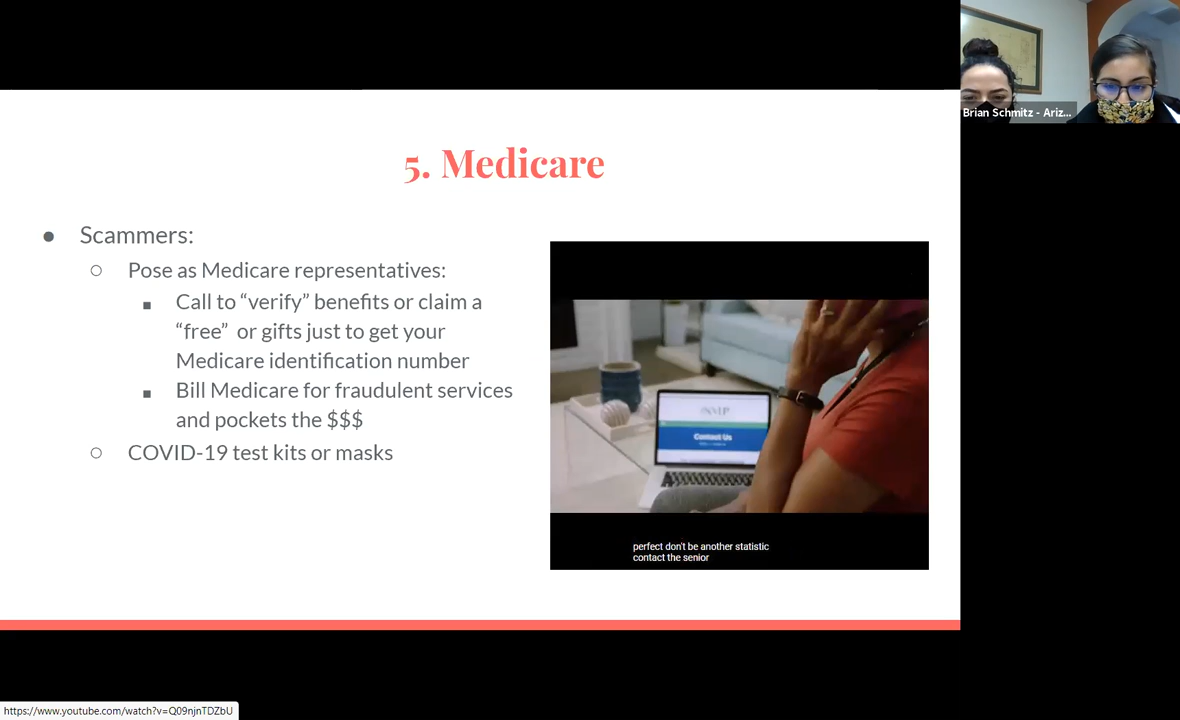 Brian Schmitz - Ariz...
5. Medicare
● Scammers:
○ Pose as Medicare representatives:
■ Call to “verify” benefits or claim a
“free” or gifts just to get your
Medicare identification number
■ Bill Medicare for fraudulent services
and pockets the $$$
○ COVID-19 test kits or masks
SMP
Contact Us
perfect don't be another statistic
contact the senior
https://www.youtube.com/watch?v=Q09njnTDZbU